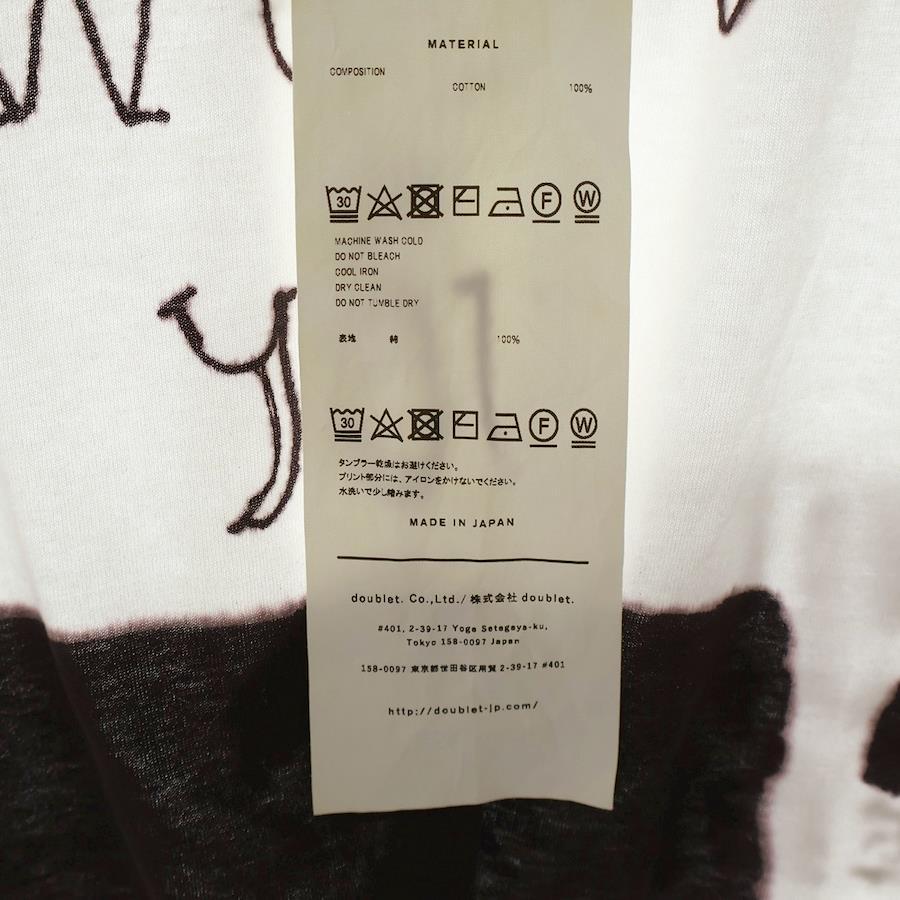 MATERIAL
COMPOSITION
COTTON 100%
30 F W
MACHINE WASH COLD
DO NOT BLEACH
COOL IRON
DRY CLEAN
DO NOT TUMBLE DRY
表地 綿 100%
30 F W
タンブラー乾燥はお避けください。
プリント部分には、アイロンをかけないでください。
水洗いで少し縮みます。
MADE IN JAPAN
doublet. Co.,Ltd./ 株式会社 doublet.
#401, 2-39-17 Yoga Setagaya-ku,
Tokyo 158-0097 Japan
158-0097 東京都世田谷区用賀 2-39-17 #401
http://doublet-jp.com/